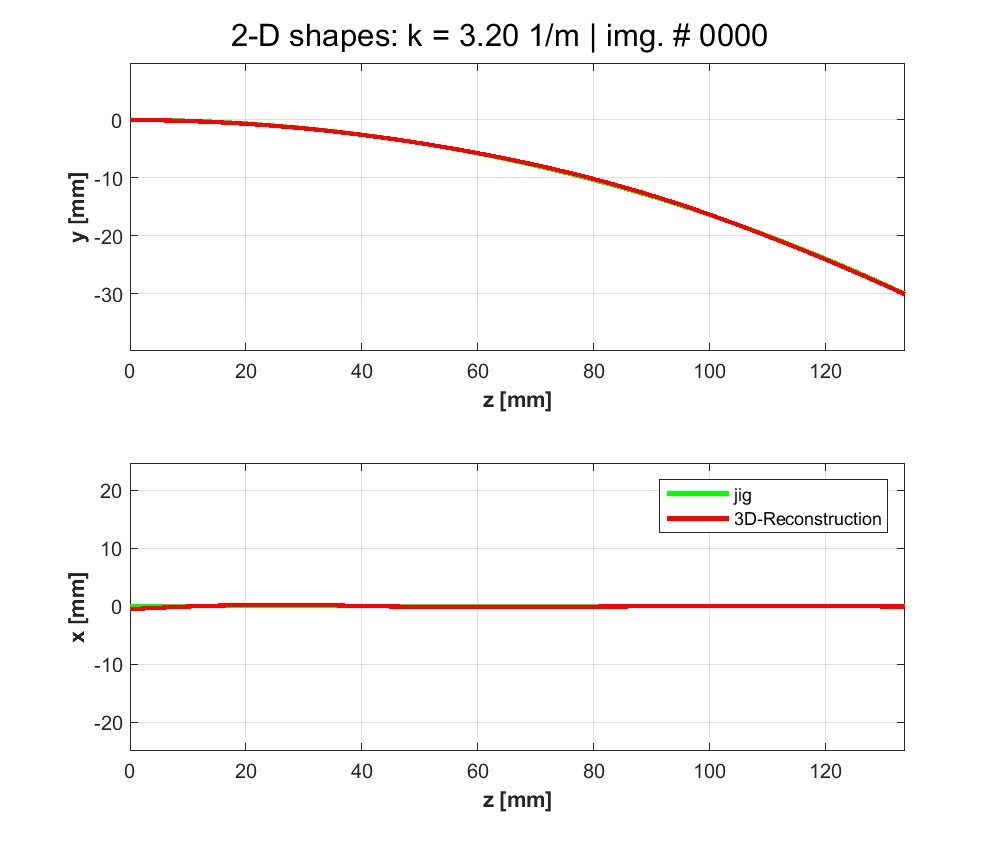 2-D shapes: k = 3.20 1/m | img. # 0000
0
-10
-20
-30
y [mm]
0 20 40 60 80 100 120
z [mm]
20
10
0
-10
-20
x [mm]
jig
3D-Reconstruction
0 20 40 60 80 100 120
z [mm]